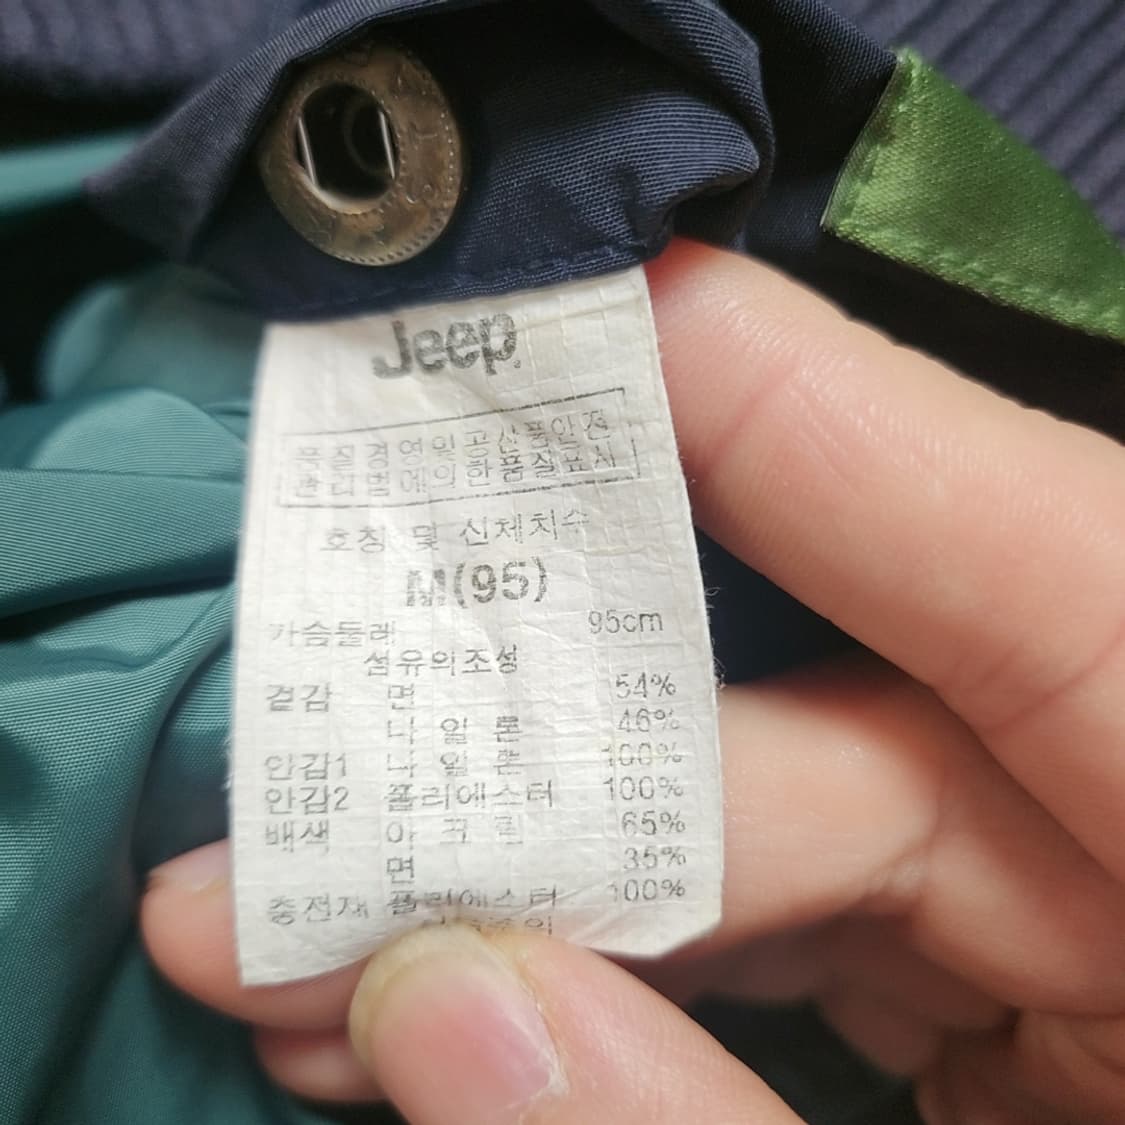 Jeep
품질경영및공산품안전
관리법에의한품질표시
호칭 및 신체치수
M(95)
가슴둘레 95cm
섬유의조성
겉감 면 54%
나 일 론 46%
안감1 나 일 론 100%
안감2 폴리에스터 100%
배색 아 크 릴 65%
면 35%
충전재 폴리에스터 100%